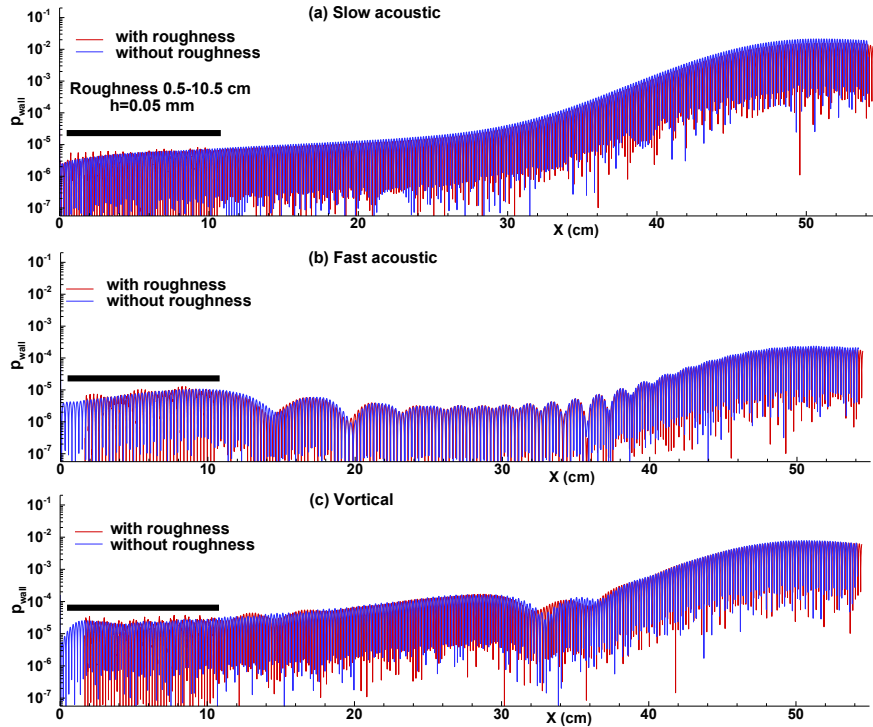 (a) Slow acoustic
with roughness
without roughness
Roughness 0.5-10.5 cm
h=0.05 mm
p_wall
10^-1
10^-2
10^-3
10^-4
10^-5
10^-6
10^-7
0 10 20 30 40 50
X (cm)
(b) Fast acoustic
with roughness
without roughness
p_wall
10^-1
10^-2
10^-3
10^-4
10^-5
10^-6
10^-7
0 10 20 30 40 50
X (cm)
(c) Vortical
with roughness
without roughness
p_wall
10^-1
10^-2
10^-3
10^-4
10^-5
10^-6
10^-7
0 10 20 30 40 50
X (cm)